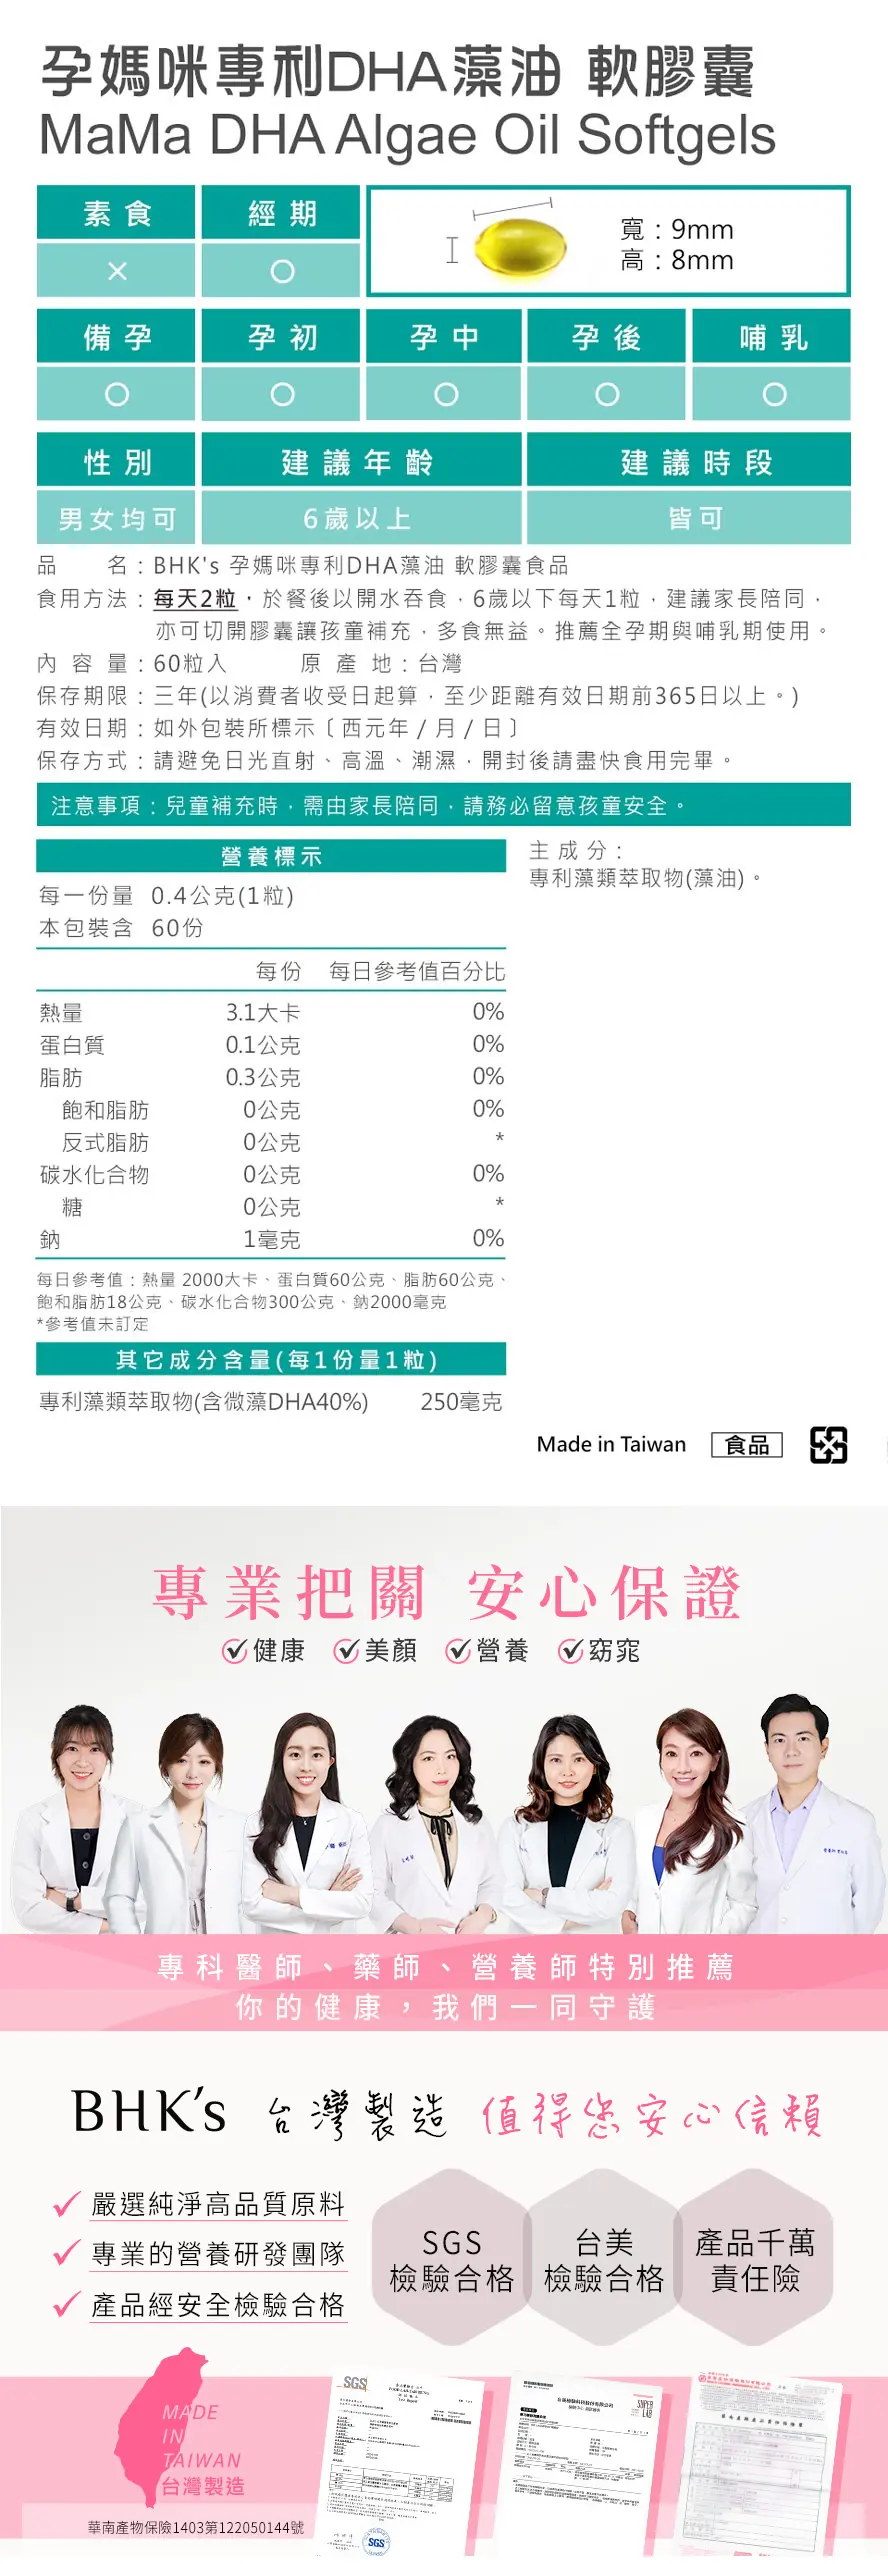 孕媽咪專利DHA藻油 軟膠囊
MaMa DHA Algae Oil Softgels
素食 經期
× ○
寬：9mm
高：8mm
備孕 孕初 孕中 孕後 哺乳
○ ○ ○ ○ ○
性別 建議年齡 建議時段
男女均可 6歲以上 皆可
品 名：BHK's 孕媽咪專利DHA藻油 軟膠囊食品
食用方法：每天2粒，於餐後以開水吞食，6歲以下每天1粒，建議家長陪同，
亦可切開膠囊讓孩童補充，多食無益。推薦全孕期與哺乳期使用。
內 容 量：60粒入 原 產 地：台灣
保存期限：三年(以消費者收受日起算，至少距離有效日期前365日以上。)
有效日期：如外包裝所標示〔西元年/月/日〕
保存方式：請避免日光直射、高溫、潮濕，開封後請盡快食用完畢。
注意事項：兒童補充時，需由家長陪同，請務必留意孩童安全。
營養標示
每一份量 0.4公克(1粒)
本包裝含 60份
每份 每日參考值百分比
熱量 3.1大卡 0%
蛋白質 0.1公克 0%
脂肪 0.3公克 0%
飽和脂肪 0公克 0%
反式脂肪 0公克 *
碳水化合物 0公克 0%
糖 0公克 *
鈉 1毫克 0%
每日參考值：熱量 2000大卡、蛋白質60公克、脂肪60公克、
飽和脂肪18公克、碳水化合物300公克、鈉2000毫克
*參考值未訂定
其它成分含量(每1份量1粒)
專利藻類萃取物(含微藻DHA40%) 250毫克
主成分：
專利藻類萃取物(藻油)。
Made in Taiwan 食品
專業把關 安心保證
健康 美顏 營養 窈窕
專科醫師、藥師、營養師特別推薦
你的健康，我們一同守護
BHK's 台灣製造 值得您安心信賴
嚴選純淨高品質原料
專業的營養研發團隊
產品經安全檢驗合格
SGS
檢驗合格
台美
檢驗合格
產品千萬
責任險
MADE
IN
TAIWAN
台灣製造
華南產物保險1403第122050144號
SGS
SUPER
LAB
SGS